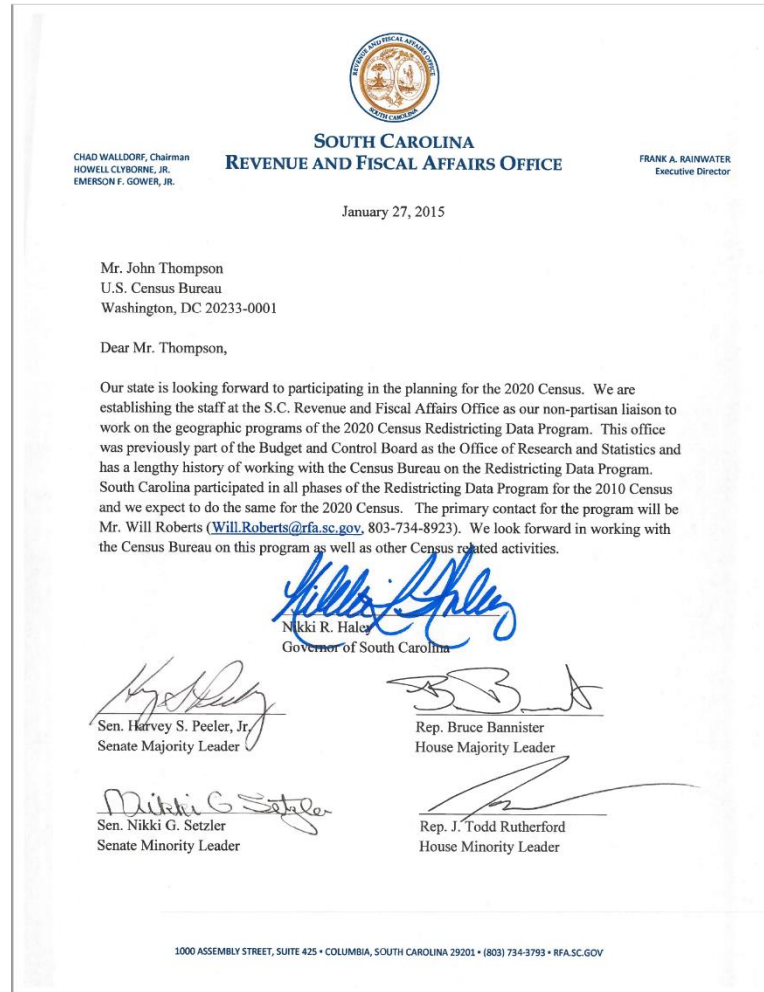 REVENUE AND FISCAL AFFAIRS OFFICE
SOUTH CAROLINA
SOUTH CAROLINA
REVENUE AND FISCAL AFFAIRS OFFICE
CHAD WALLDORF, Chairman
HOWELL CLYBORNE, JR.
EMERSON F. GOWER, JR.
FRANK A. RAINWATER
Executive Director
January 27, 2015
Mr. John Thompson
U.S. Census Bureau
Washington, DC 20233-0001
Dear Mr. Thompson,
Our state is looking forward to participating in the planning for the 2020 Census. We are
establishing the staff at the S.C. Revenue and Fiscal Affairs Office as our non-partisan liaison to
work on the geographic programs of the 2020 Census Redistricting Data Program. This office
was previously part of the Budget and Control Board as the Office of Research and Statistics and
has a lengthy history of working with the Census Bureau on the Redistricting Data Program.
South Carolina participated in all phases of the Redistricting Data Program for the 2010 Census
and we expect to do the same for the 2020 Census. The primary contact for the program will be
Mr. Will Roberts (Will.Roberts@rfa.sc.gov, 803-734-8923). We look forward in working with
the Census Bureau on this program as well as other Census related activities.
Nikki R. Haley
Governor of South Carolina
Sen. Harvey S. Peeler, Jr.
Senate Majority Leader
Rep. Bruce Bannister
House Majority Leader
Nikki G Setzler
Sen. Nikki G. Setzler
Senate Minority Leader
Rep. J. Todd Rutherford
House Minority Leader
1000 ASSEMBLY STREET, SUITE 425 • COLUMBIA, SOUTH CAROLINA 29201 • (803) 734-3793 • RFA.SC.GOV